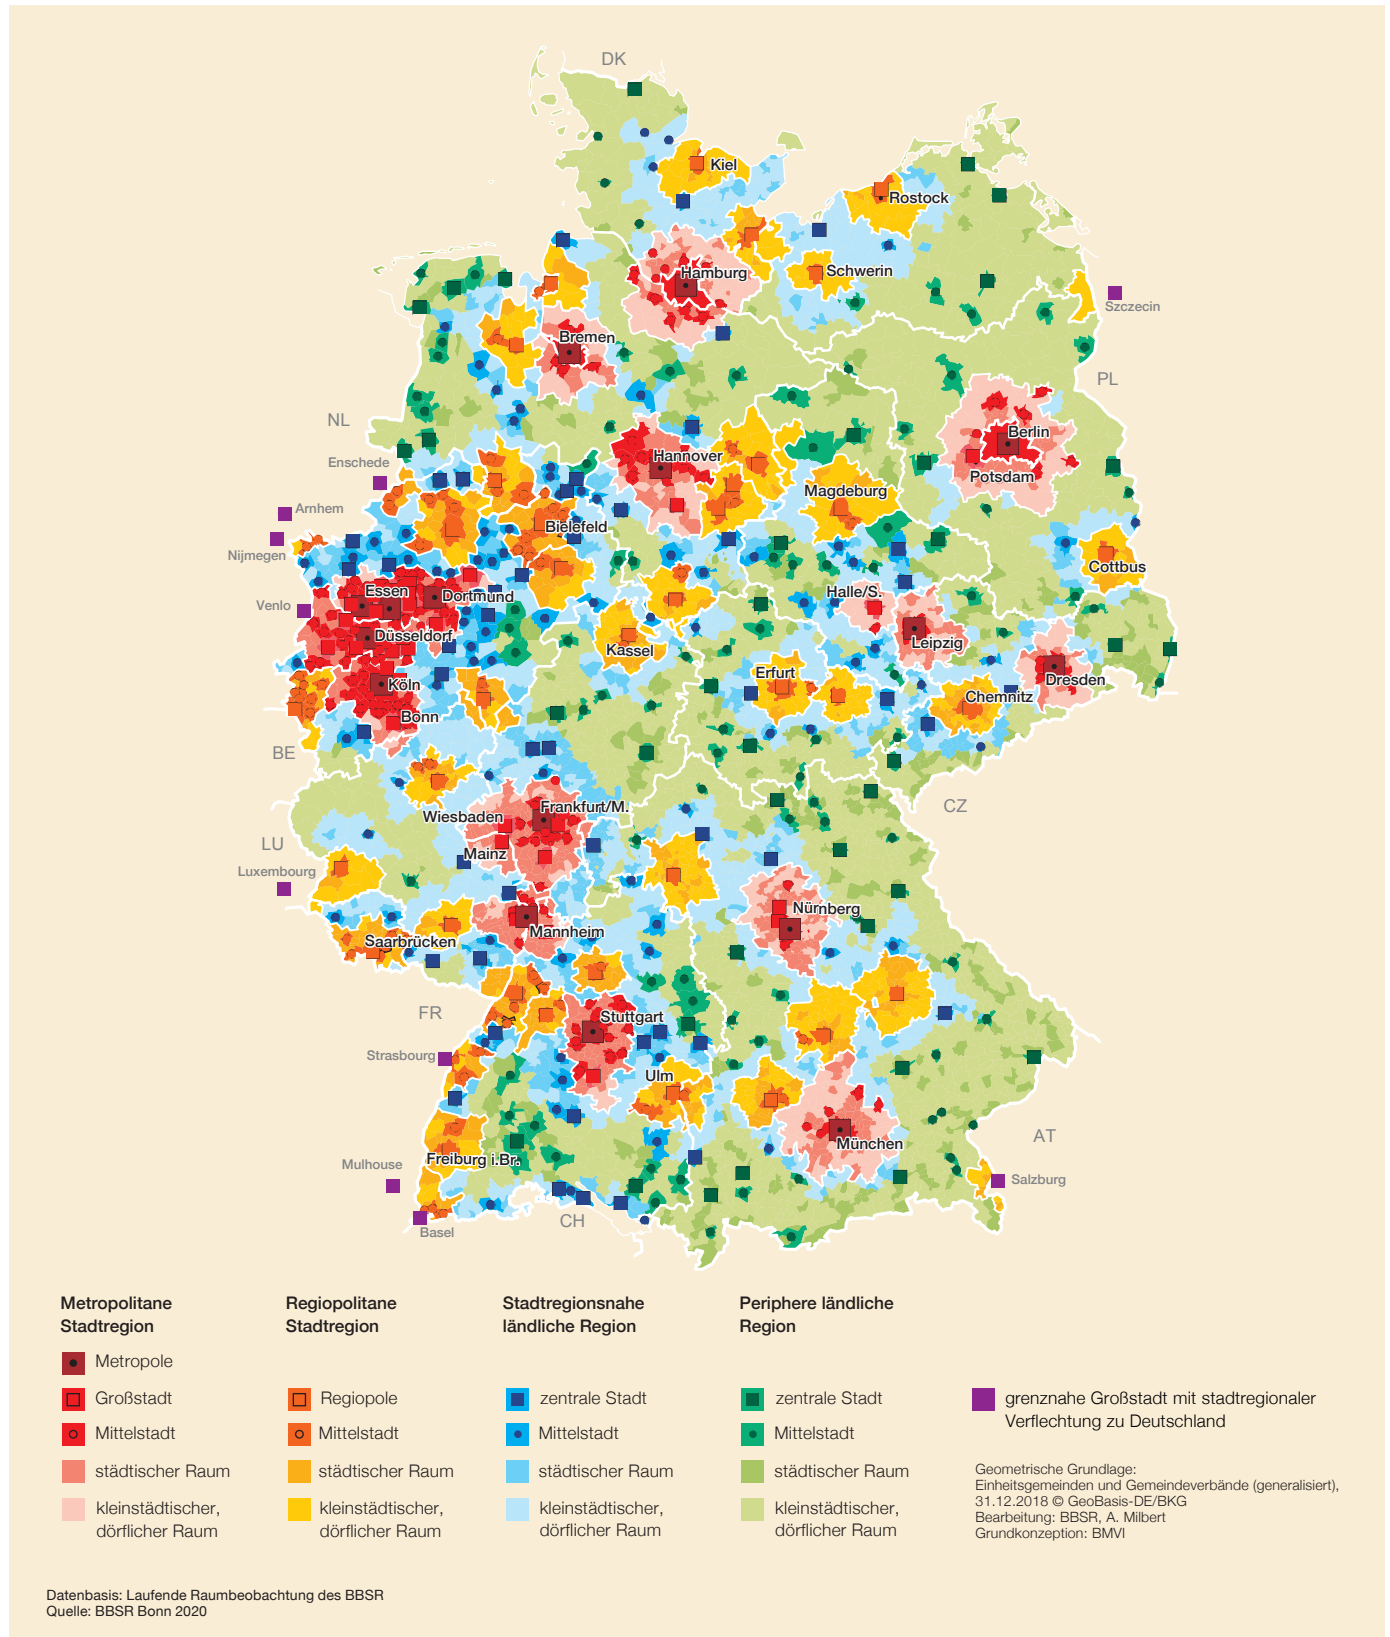 DK
Kiel
Rostock
Hamburg
Schwerin
Szczecin
Bremen
PL
NL
Berlin
Enschede
Hannover
Potsdam
Magdeburg
Arnhem
Bielefeld
Nijmegen
Cottbus
Essen
Halle/S.
Dortmund
Venlo
Düsseldorf
Leipzig
Kassel
Erfurt
Dresden
Köln
Chemnitz
Bonn
BE
Frankfurt/M.
CZ
Wiesbaden
LU
Mainz
Luxembourg
Nürnberg
Mannheim
Saarbrücken
FR
Stuttgart
Strasbourg
Ulm
AT
München
Freiburg i.Br.
Mulhouse
Salzburg
CH
Basel
Metropolitane
Stadtregion
Metropole
Großstadt
Mittelstadt
städtischer Raum
kleinstädtischer,
dörflicher Raum
Regiopolitane
Stadtregion
Regiopole
Mittelstadt
städtischer Raum
kleinstädtischer,
dörflicher Raum
Stadtregionsnahe
ländliche Region
zentrale Stadt
Mittelstadt
städtischer Raum
kleinstädtischer,
dörflicher Raum
Periphere ländliche
Region
zentrale Stadt
Mittelstadt
städtischer Raum
kleinstädtischer,
dörflicher Raum
grenznahe Großstadt mit stadtregionaler
Verflechtung zu Deutschland
Geometrische Grundlage:
Einheitsgemeinden und Gemeindeverbände (generalisiert),
31.12.2018 © GeoBasis-DE/BKG
Bearbeitung: BBSR, A. Milbert
Grundkonzeption: BMVI
Datenbasis: Laufende Raumbeobachtung des BBSR
Quelle: BBSR Bonn 2020